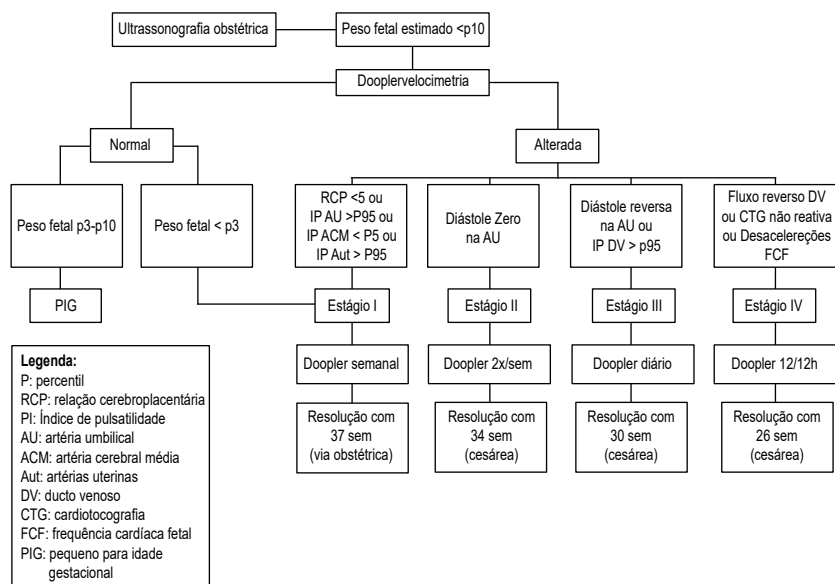 Ultrassonografia obstétrica
Peso fetal estimado <p10
Dooplervelocimetria
Normal
Alterada
Peso fetal p3-p10
Peso fetal < p3
RCP <5 ou
IP AU >P95 ou
IP ACM < P5 ou
IP Aut > P95
Diástole Zero
na AU
Diástole reversa
na AU ou
IP DV > p95
Fluxo reverso DV
ou CTG não reativa
ou Desacelereções
FCF
PIG
Estágio I
Estágio II
Estágio III
Estágio IV
Doopler semanal
Doopler 2x/sem
Doopler diário
Doopler 12/12h
Resolução com
37 sem
(via obstétrica)
Resolução com
34 sem
(cesárea)
Resolução com
30 sem
(cesárea)
Resolução com
26 sem
(cesárea)
Legenda:
P: percentil
RCP: relação cerebroplacentária
PI: Índice de pulsatilidade
AU: artéria umbilical
ACM: artéria cerebral média
Aut: artérias uterinas
DV: ducto venoso
CTG: cardiotocografia
FCF: frequência cardíaca fetal
PIG: pequeno para idade
gestacional